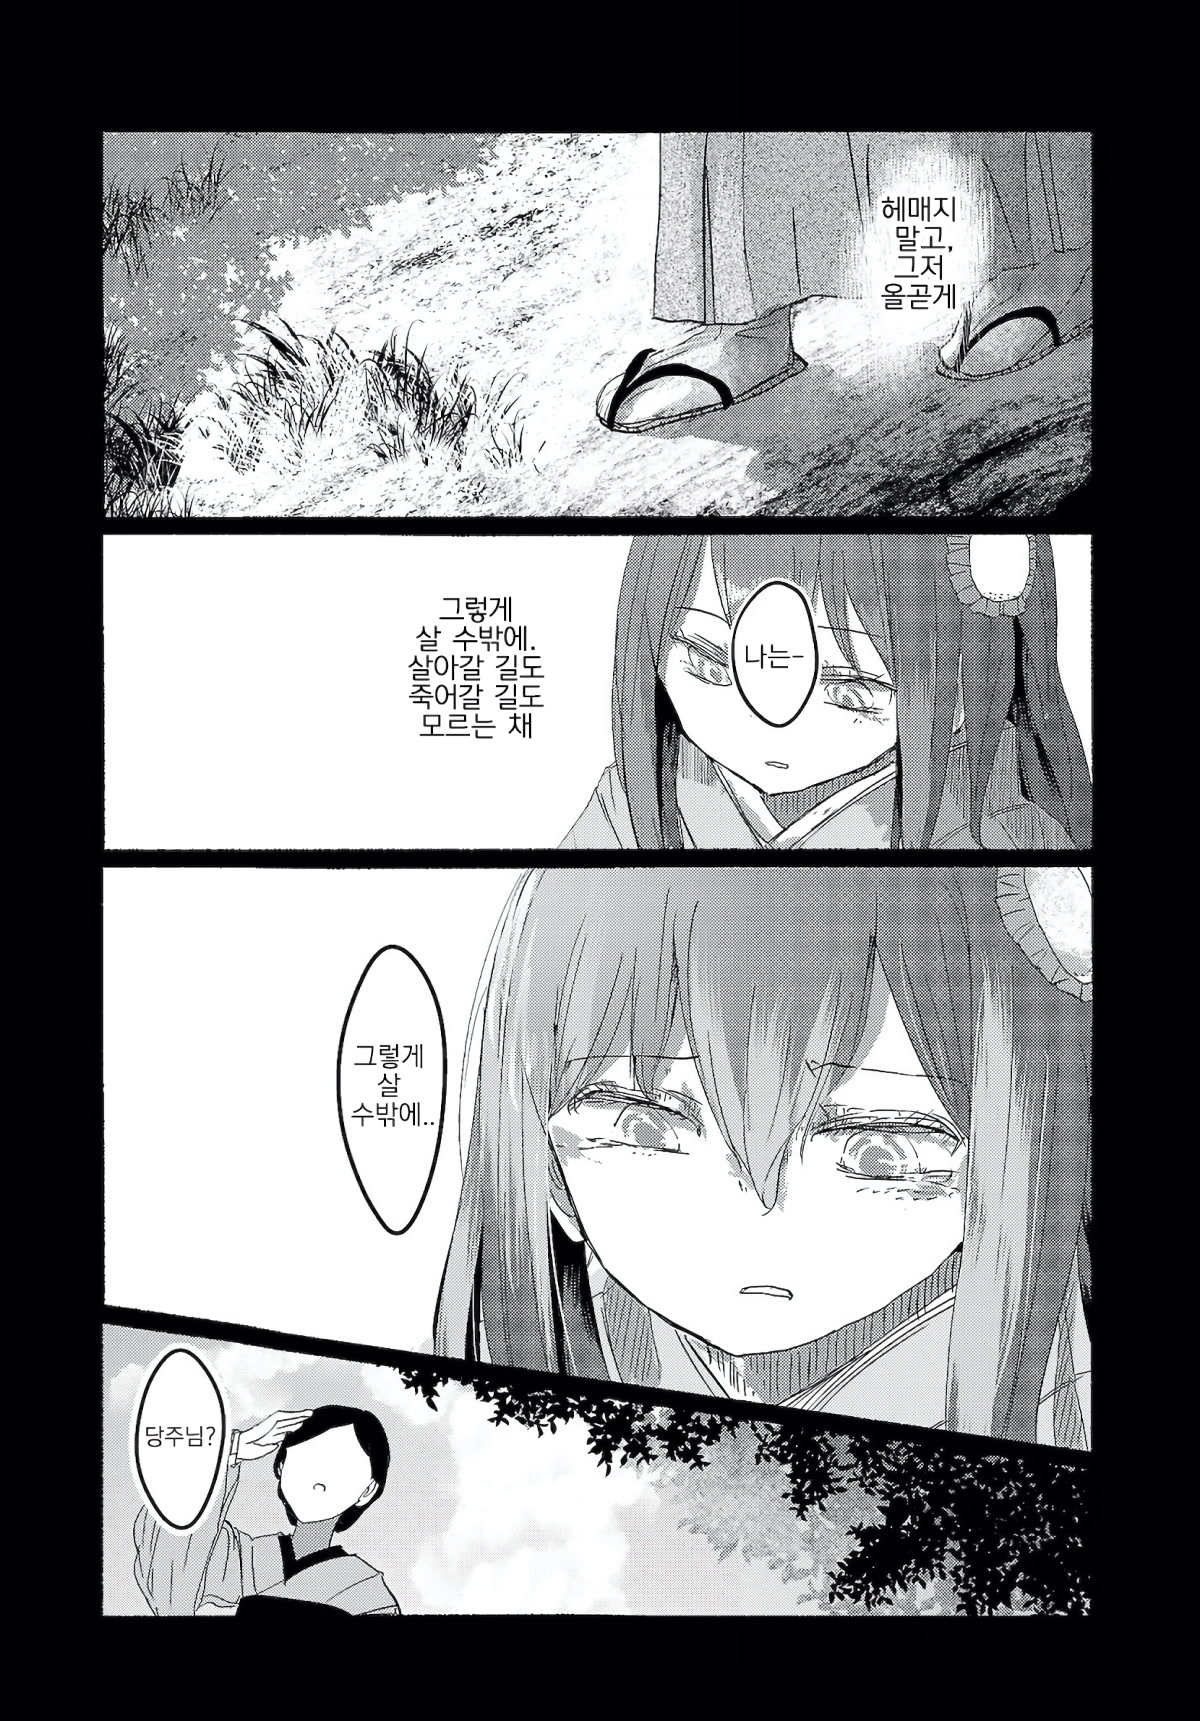 헤매지
말고,
그저
올곧게
나는-
그렇게
살 수밖에.
살아갈 길도
죽어갈 길도
모르는 채
그렇게
살
수밖에..
당주님?